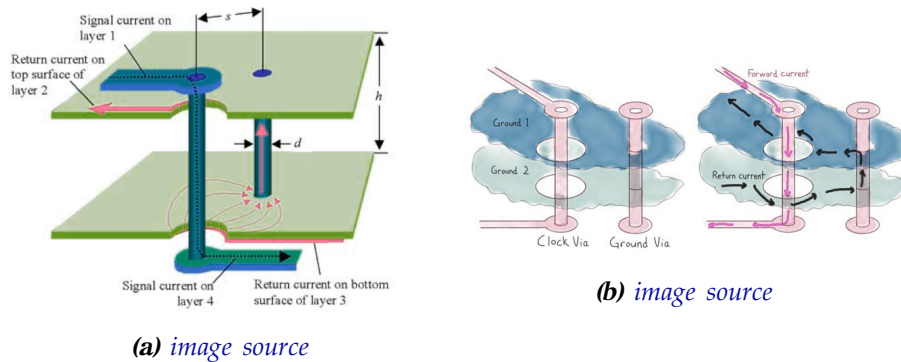 s
Signal current on
layer 1
Return current on
top surface of
layer 2
h
d
Signal current on
layer 4
Return current on bottom
surface of layer 3
(a) image source
Forward current
Ground 1
Ground 2
Return current
Clock Via
Ground Via
(b) image source